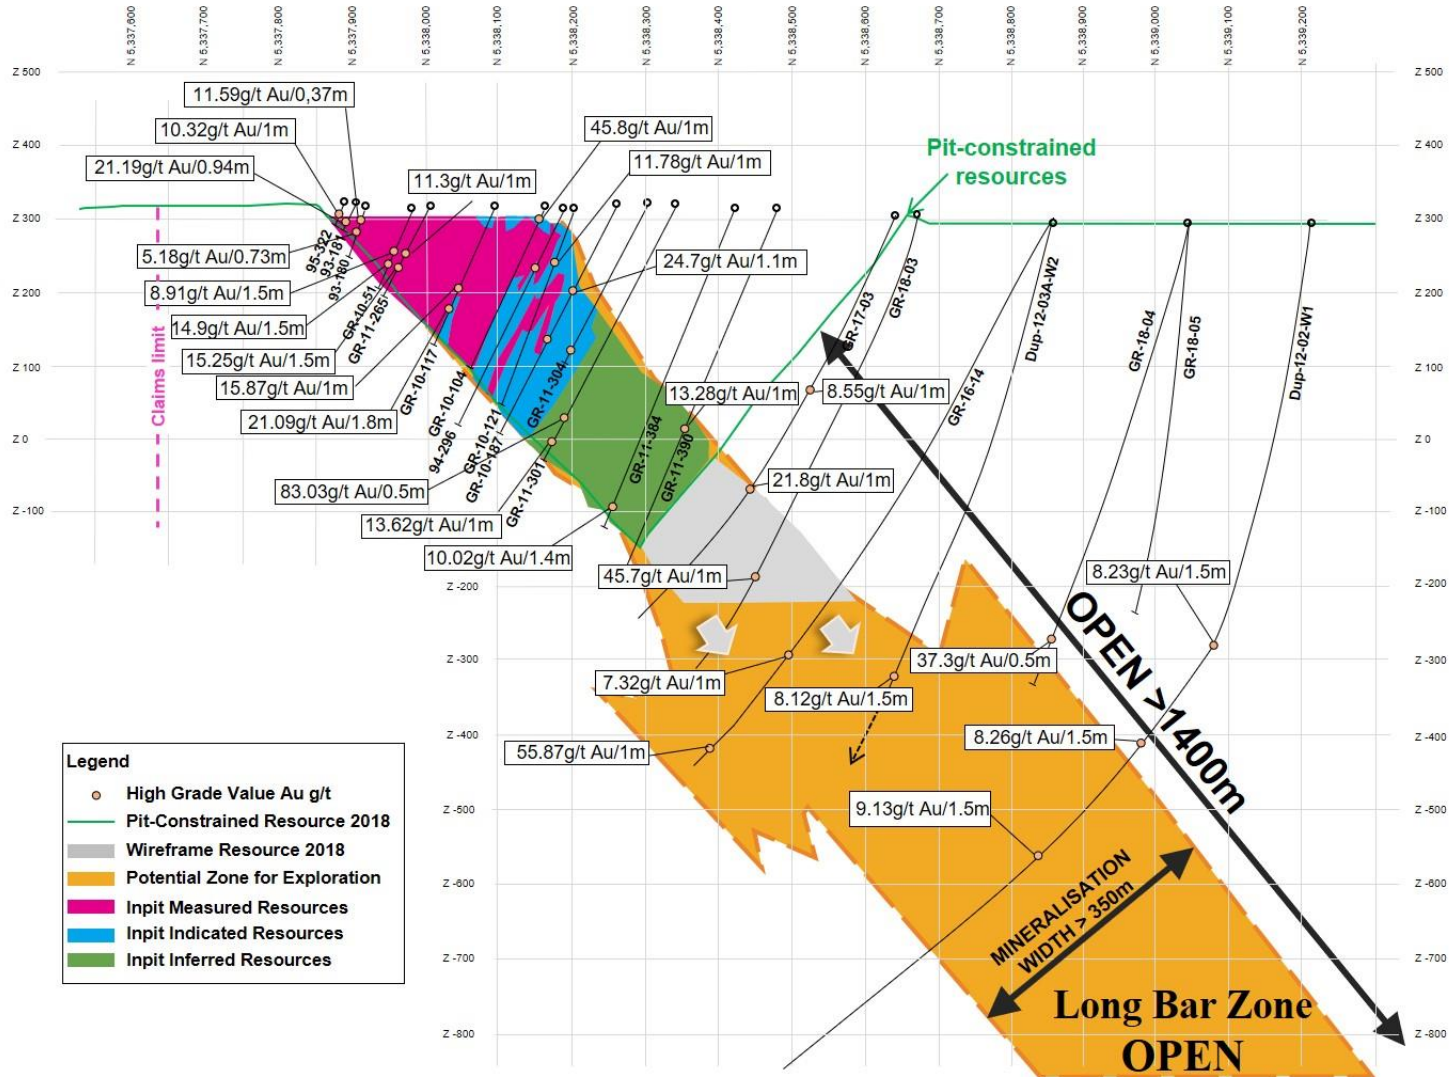 N 5,337,600
N 5,337,700
N 5,337,800
N 5,337,900
N 5,338,000
N 5,338,100
N 5,338,200
N 5,338,300
N 5,338,400
N 5,338,500
N 5,338,600
N 5,338,700
N 5,338,800
N 5,338,900
N 5,339,000
N 5,339,100
N 5,339,200
Z 500
Z 500
11.59g/t Au/0,37m
10.32g/t Au/1m
45.8g/t Au/1m
Z 400
Z 400
Pit-constrained
resources
21.19g/t Au/0.94m
11.3g/t Au/1m
11.78g/t Au/1m
Z 300
Z 300
5.18g/t Au/0.73m
95-322
93-181
93-180
24.7g/t Au/1.1m
8.91g/t Au/1.5m
Z 200
Z 200
14.9g/t Au/1.5m
GR-10-51
GR-11-265
GR-17-03
GR-18-03
Dup-12-03A-W2
GR-18-04
GR-18-05
Dup-12-02-W1
Claims limit
15.25g/t Au/1.5m
Z 100
Z 100
15.87g/t Au/1m
GR-10-117
GR-10-104
GR-11-304
13.28g/t Au/1m
8.55g/t Au/1m
GR-16-14
21.09g/t Au/1.8m
Z 0
Z 0
94-296
GR-10-121
GR-10-187
GR-11-301
GR-11-384
GR-11-390
83.03g/t Au/0.5m
21.8g/t Au/1m
Z -100
Z -100
13.62g/t Au/1m
10.02g/t Au/1.4m
45.7g/t Au/1m
8.23g/t Au/1.5m
Z -200
Z -200
OPEN >1400m
Z -300
Z -300
37.3g/t Au/0.5m
7.32g/t Au/1m
8.12g/t Au/1.5m
Z -400
Z -400
8.26g/t Au/1.5m
55.87g/t Au/1m
Legend
High Grade Value Au g/t
Pit-Constrained Resource 2018
Wireframe Resource 2018
Potential Zone for Exploration
Inpit Measured Resources
Inpit Indicated Resources
Inpit Inferred Resources
9.13g/t Au/1.5m
Z -500
Z -500
Z -600
Z -600
MINERALISATION
WIDTH > 350m
Z -700
Z -700
Long Bar Zone
OPEN
Z -800
Z -800